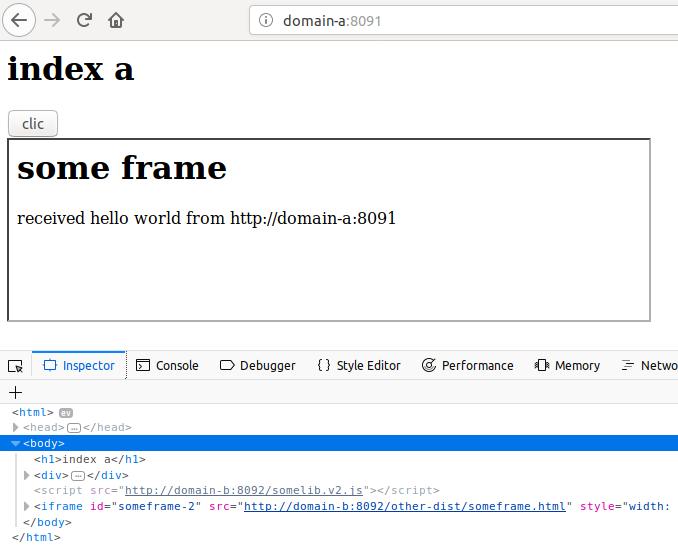 domain-a:8091
index a
clic
some frame
received hello world from http://domain-a:8091
Inspector Console Debugger { } Style Editor Performance Memory Netwo
+
<html> ev
<head>…</head>
<body>
<h1>index a</h1>
<div>…</div>
<script src="http://domain-b:8092/somelib.v2.js"></script>
<iframe id="someframe-2" src="http://domain-b:8092/other-dist/someframe.html" style="width:
</body>
</html>